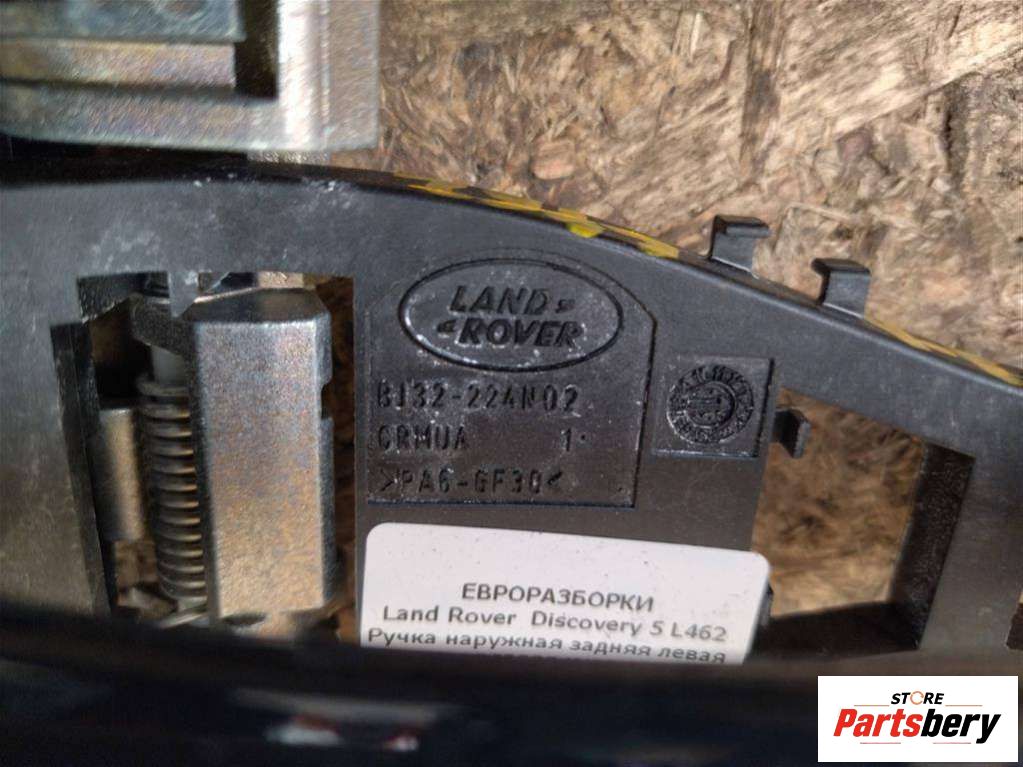 LAND
ROVER
BJ32-224N02
GRMUA 1
>PA6-GF30<
ЕВРОРАЗБОРКИ
Land Rover Discovery 5 L462
Ручка наружная задняя левая
STORE
Partsbery